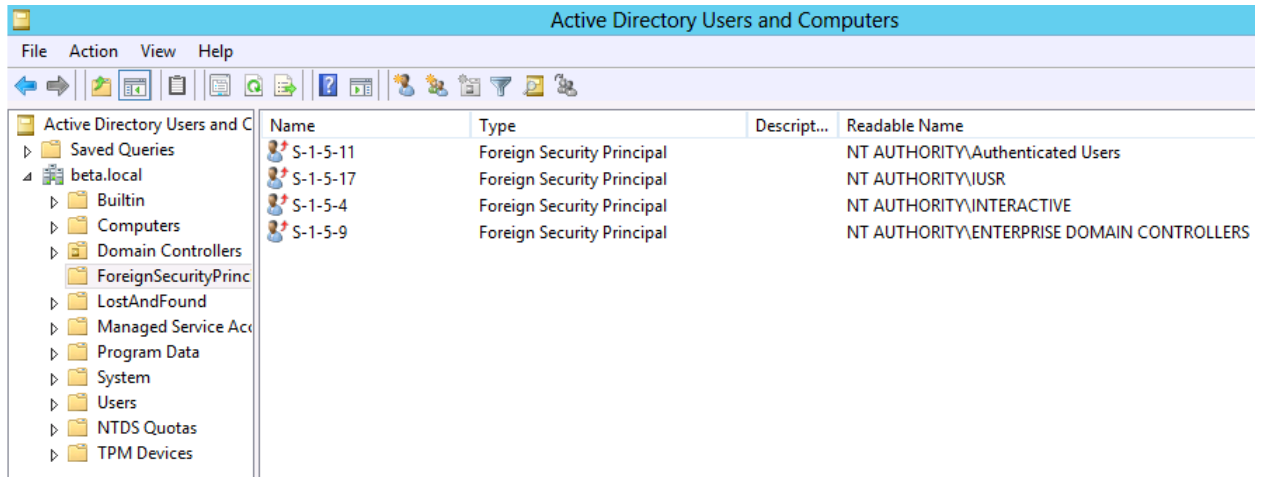 Active Directory Users and Computers
File Action View Help
Active Directory Users and C
Saved Queries
beta.local
Builtin
Computers
Domain Controllers
ForeignSecurityPrinc
LostAndFound
Managed Service Acc
Program Data
System
Users
NTDS Quotas
TPM Devices
Name Type Descript... Readable Name
S-1-5-11 Foreign Security Principal NT AUTHORITY\Authenticated Users
S-1-5-17 Foreign Security Principal NT AUTHORITY\IUSR
S-1-5-4 Foreign Security Principal NT AUTHORITY\INTERACTIVE
S-1-5-9 Foreign Security Principal NT AUTHORITY\ENTERPRISE DOMAIN CONTROLLERS